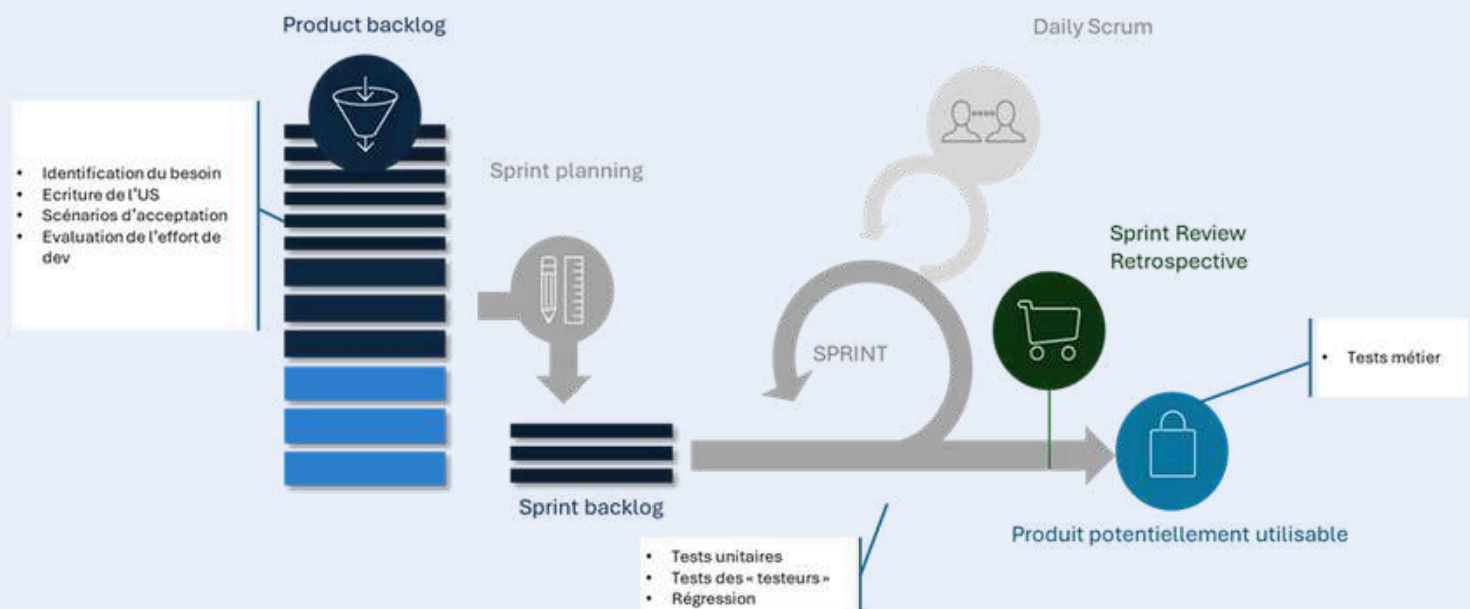 Product backlog
Daily Scrum
• Identification du besoin
• Ecriture de l'US
• Scénarios d'acceptation
• Evaluation de l'effort de
dev
Sprint planning
Sprint Review
Retrospective
SPRINT
• Tests métier
Sprint backlog
Produit potentiellement utilisable
• Tests unitaires
• Tests des « testeurs »
• Régression